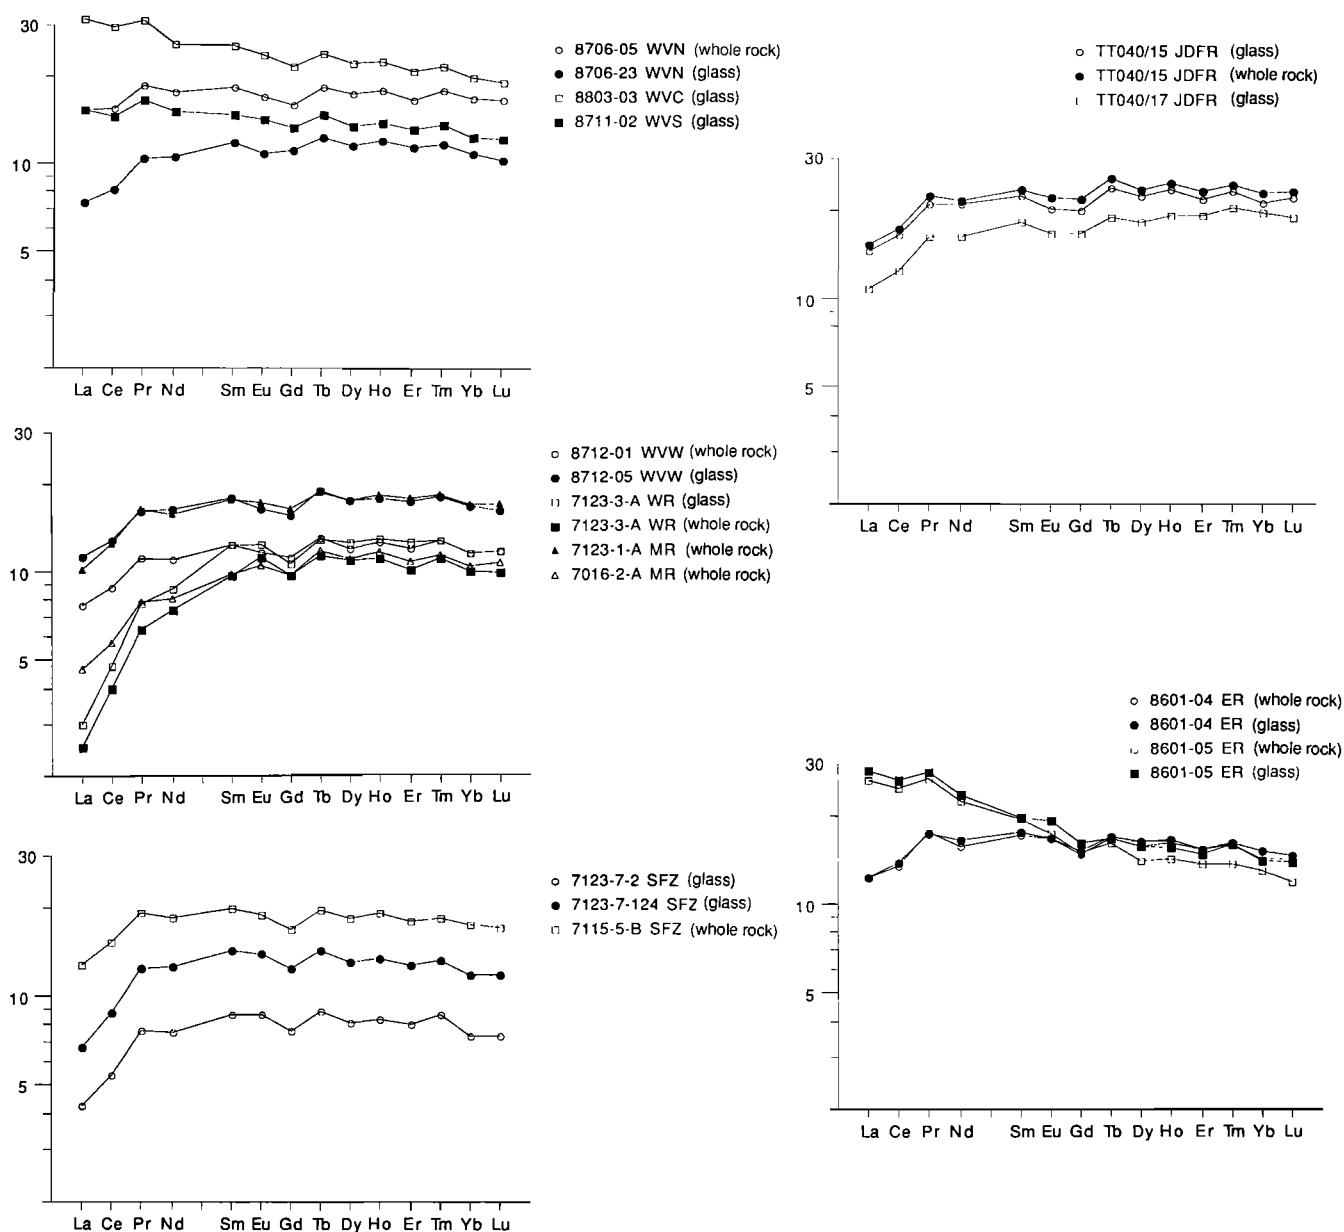 30
10
5
8706-05 WVN (whole rock)
8706-23 WVN (glass)
8803-03 WVC (glass)
8711-02 WVS (glass)
La Ce Pr Nd Sm Eu Gd Tb Dy Ho Er Tm Yb Lu
30
10
5
8712-01 WVW (whole rock)
8712-05 WVW (glass)
7123-3-A WR (glass)
7123-3-A WR (whole rock)
7123-1-A MR (whole rock)
7016-2-A MR (whole rock)
La Ce Pr Nd Sm Eu Gd Tb Dy Ho Er Tm Yb Lu
30
10
5
7123-7-2 SFZ (glass)
7123-7-124 SFZ (glass)
7115-5-B SFZ (whole rock)
La Ce Pr Nd Sm Eu Gd Tb Dy Ho Er Tm Yb Lu
TT040/15 JDFR (glass)
TT040/15 JDFR (whole rock)
TT040/17 JDFR (glass)
30
10
5
La Ce Pr Nd Sm Eu Gd Tb Dy Ho Er Tm Yb Lu
8601-04 ER (whole rock)
8601-04 ER (glass)
8601-05 ER (whole rock)
8601-05 ER (glass)
30
10
5
La Ce Pr Nd Sm Eu Gd Tb Dy Ho Er Tm Yb Lu